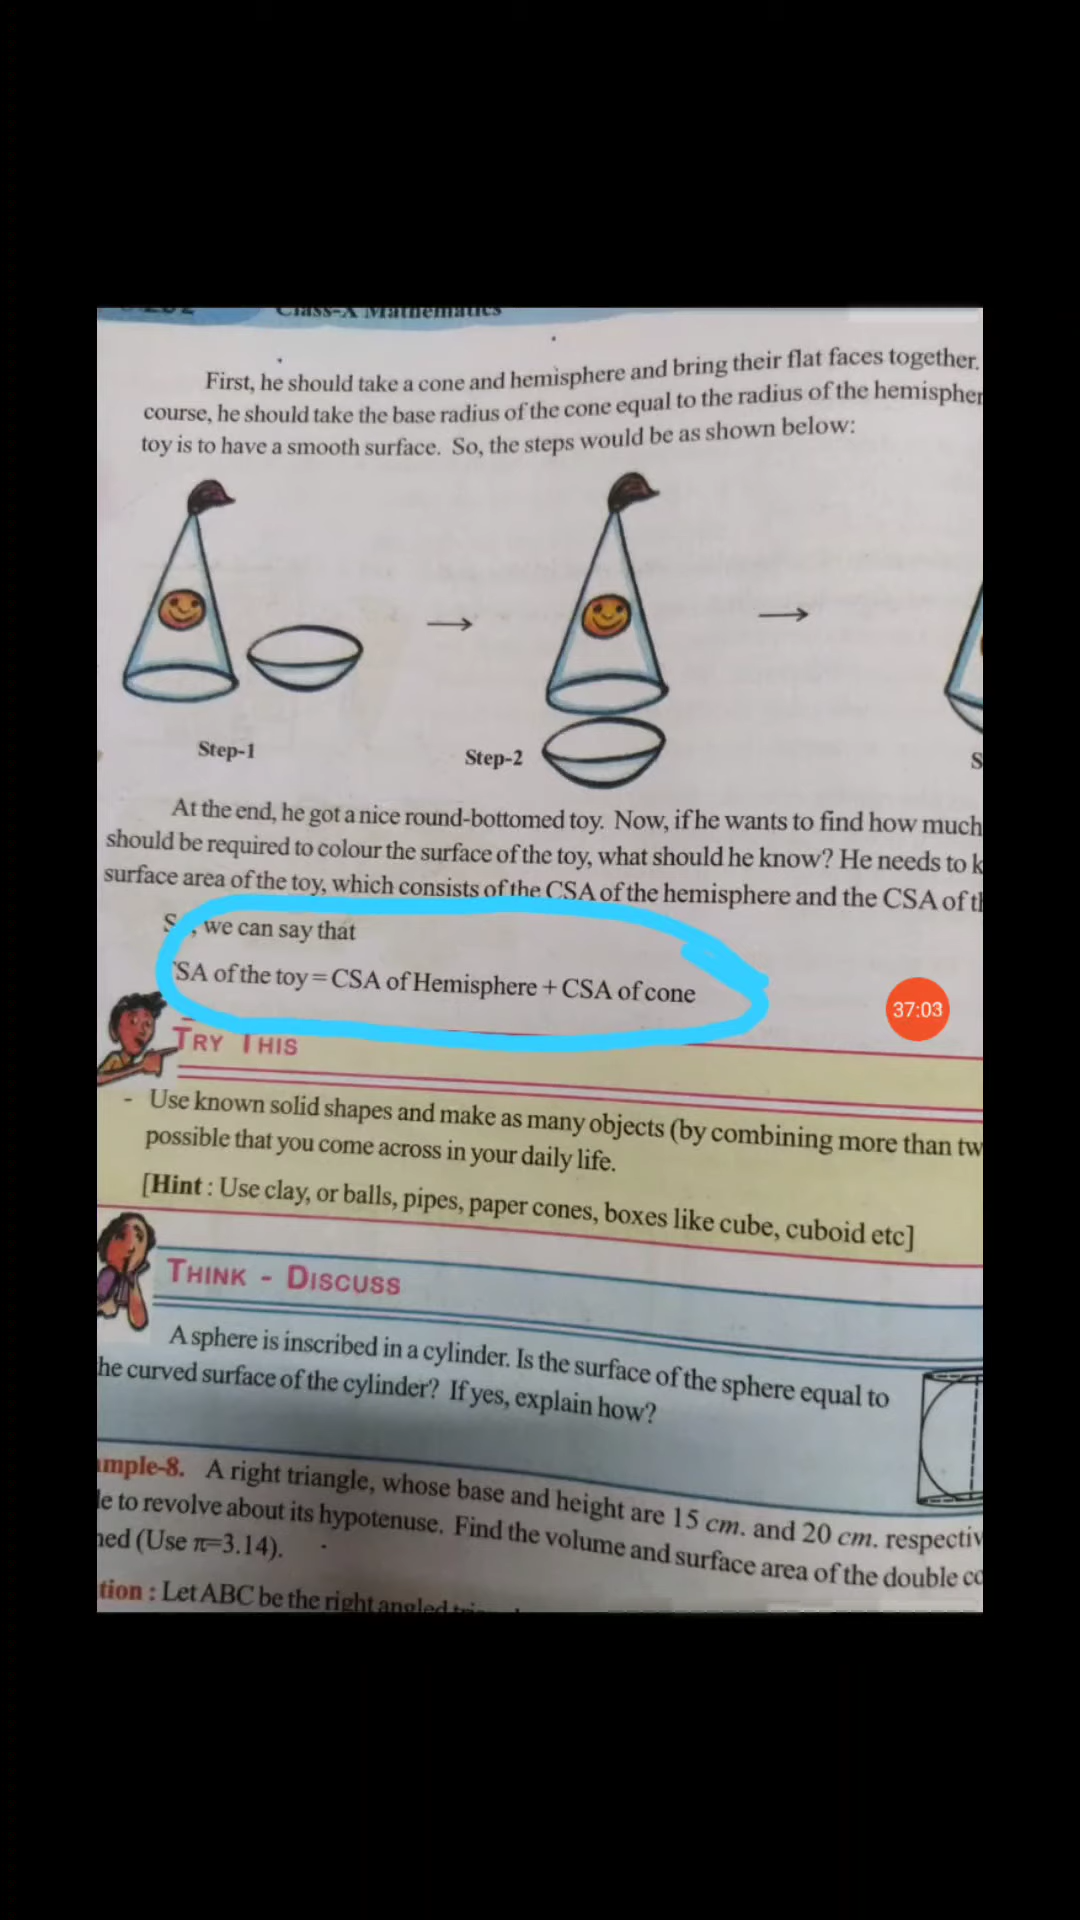 Class-X Mathematics
First, he should take a cone and hemisphere and bring their flat faces together.
course, he should take the base radius of the cone equal to the radius of the hemispher
toy is to have a smooth surface. So, the steps would be as shown below:
Step-1
Step-2
S
At the end, he got a nice round-bottomed toy. Now, if he wants to find how much
should be required to colour the surface of the toy, what should he know? He needs to k
surface area of the toy, which consists of the CSA of the hemisphere and the CSA of th
S , we can say that
SA of the toy = CSA of Hemisphere + CSA of cone
37:03
TRY THIS
- Use known solid shapes and make as many objects (by combining more than tw
possible that you come across in your daily life.
[Hint : Use clay, or balls, pipes, paper cones, boxes like cube, cuboid etc]
THINK - DISCUSS
A sphere is inscribed in a cylinder. Is the surface of the sphere equal to
he curved surface of the cylinder? If yes, explain how?
mple-8. A right triangle, whose base and height are 15 cm. and 20 cm. respectiv
le to revolve about its hypotenuse. Find the volume and surface area of the double co
ned (Use π=3.14).
tion : Let ABC be the right angled